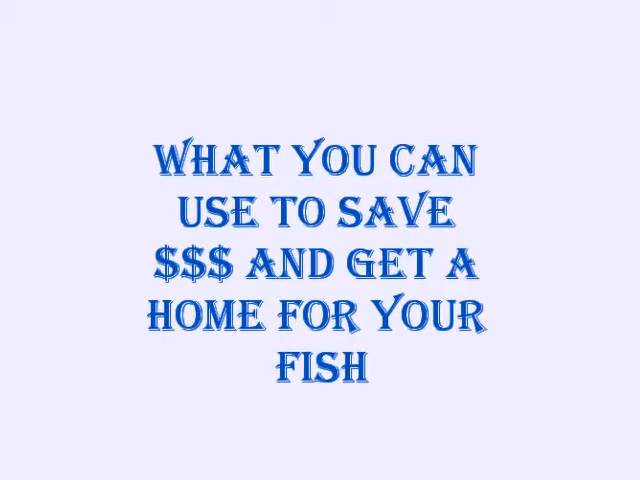 WHAT YOU CAN
USE TO SAVE
$$$ AND GET A
HOME FOR YOUR
FISH